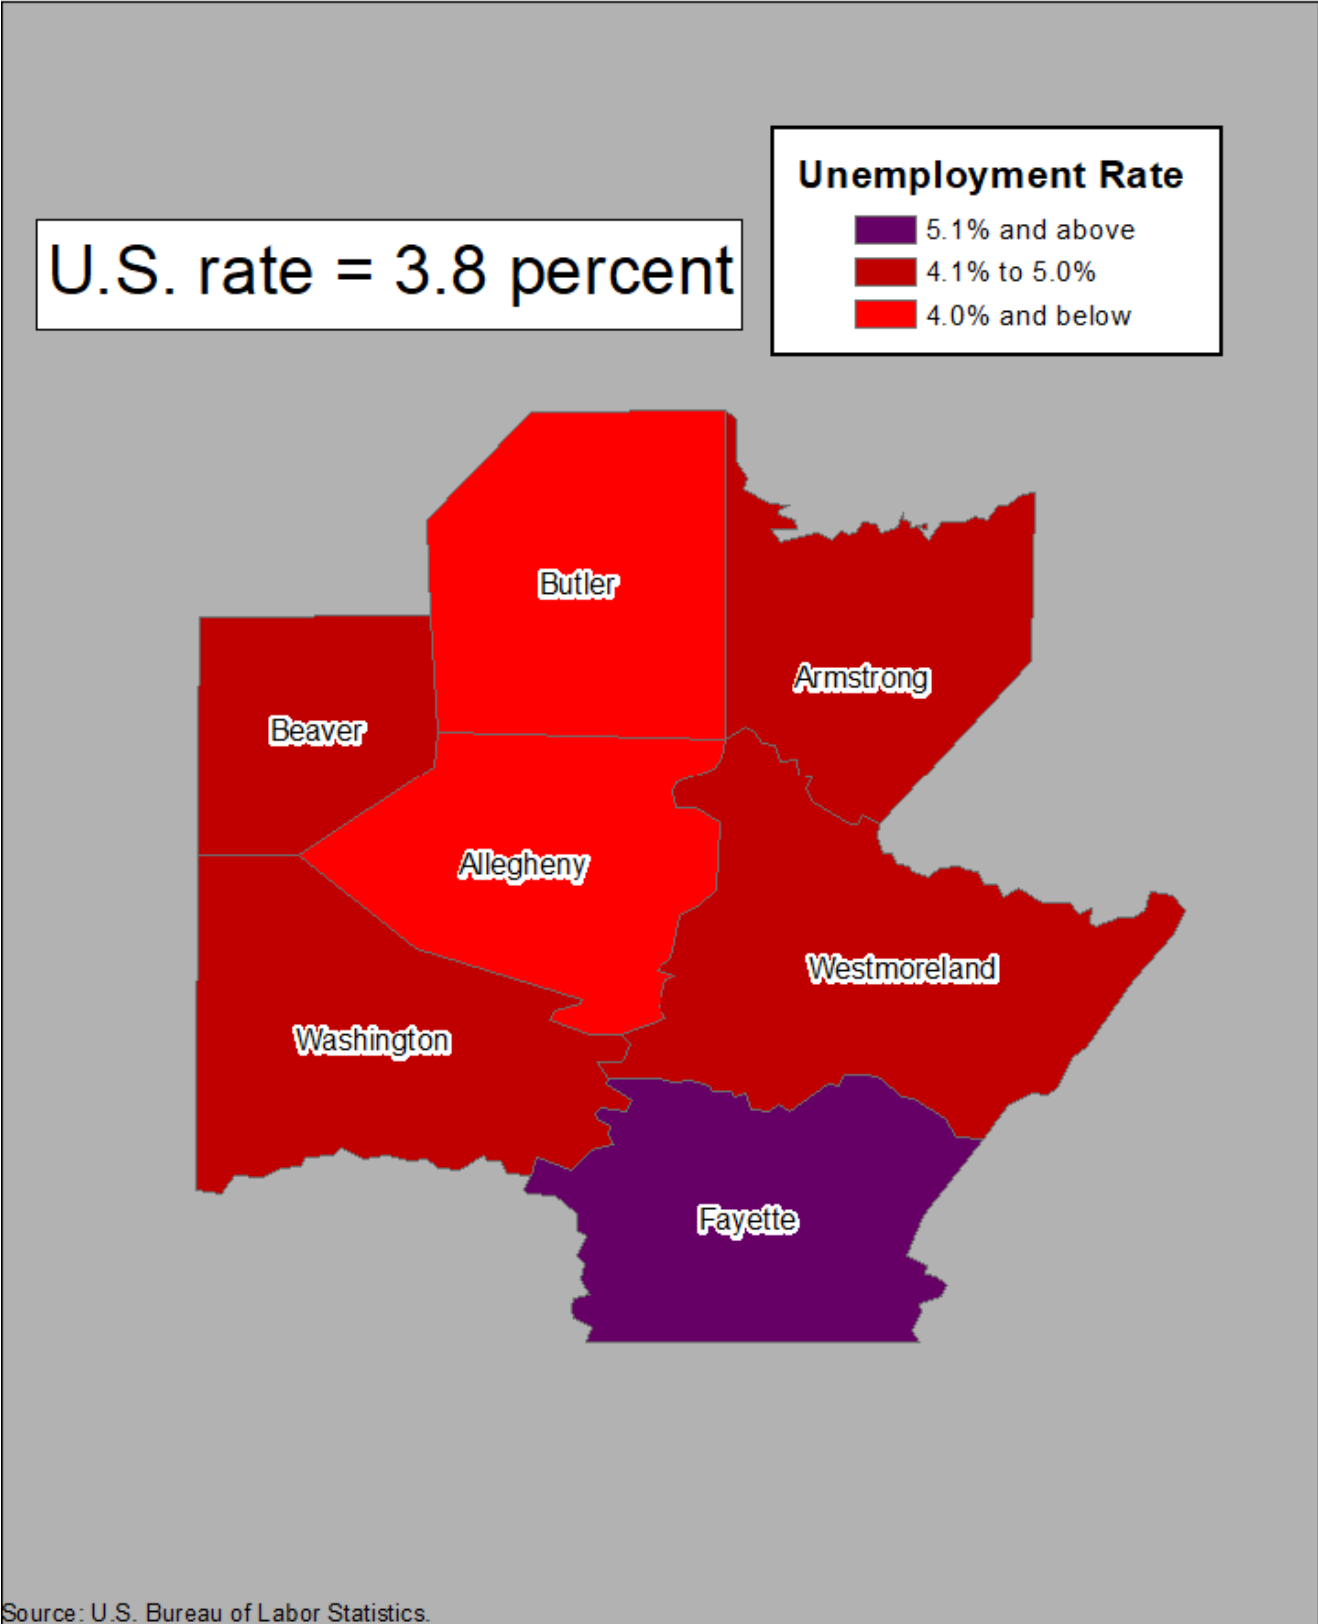 Unemployment Rate
5.1% and above
4.1% to 5.0%
4.0% and below
U.S. rate = 3.8 percent
Butler
Armstrong
Beaver
Allegheny
Westmoreland
Washington
Fayette
Source: U.S. Bureau of Labor Statistics.